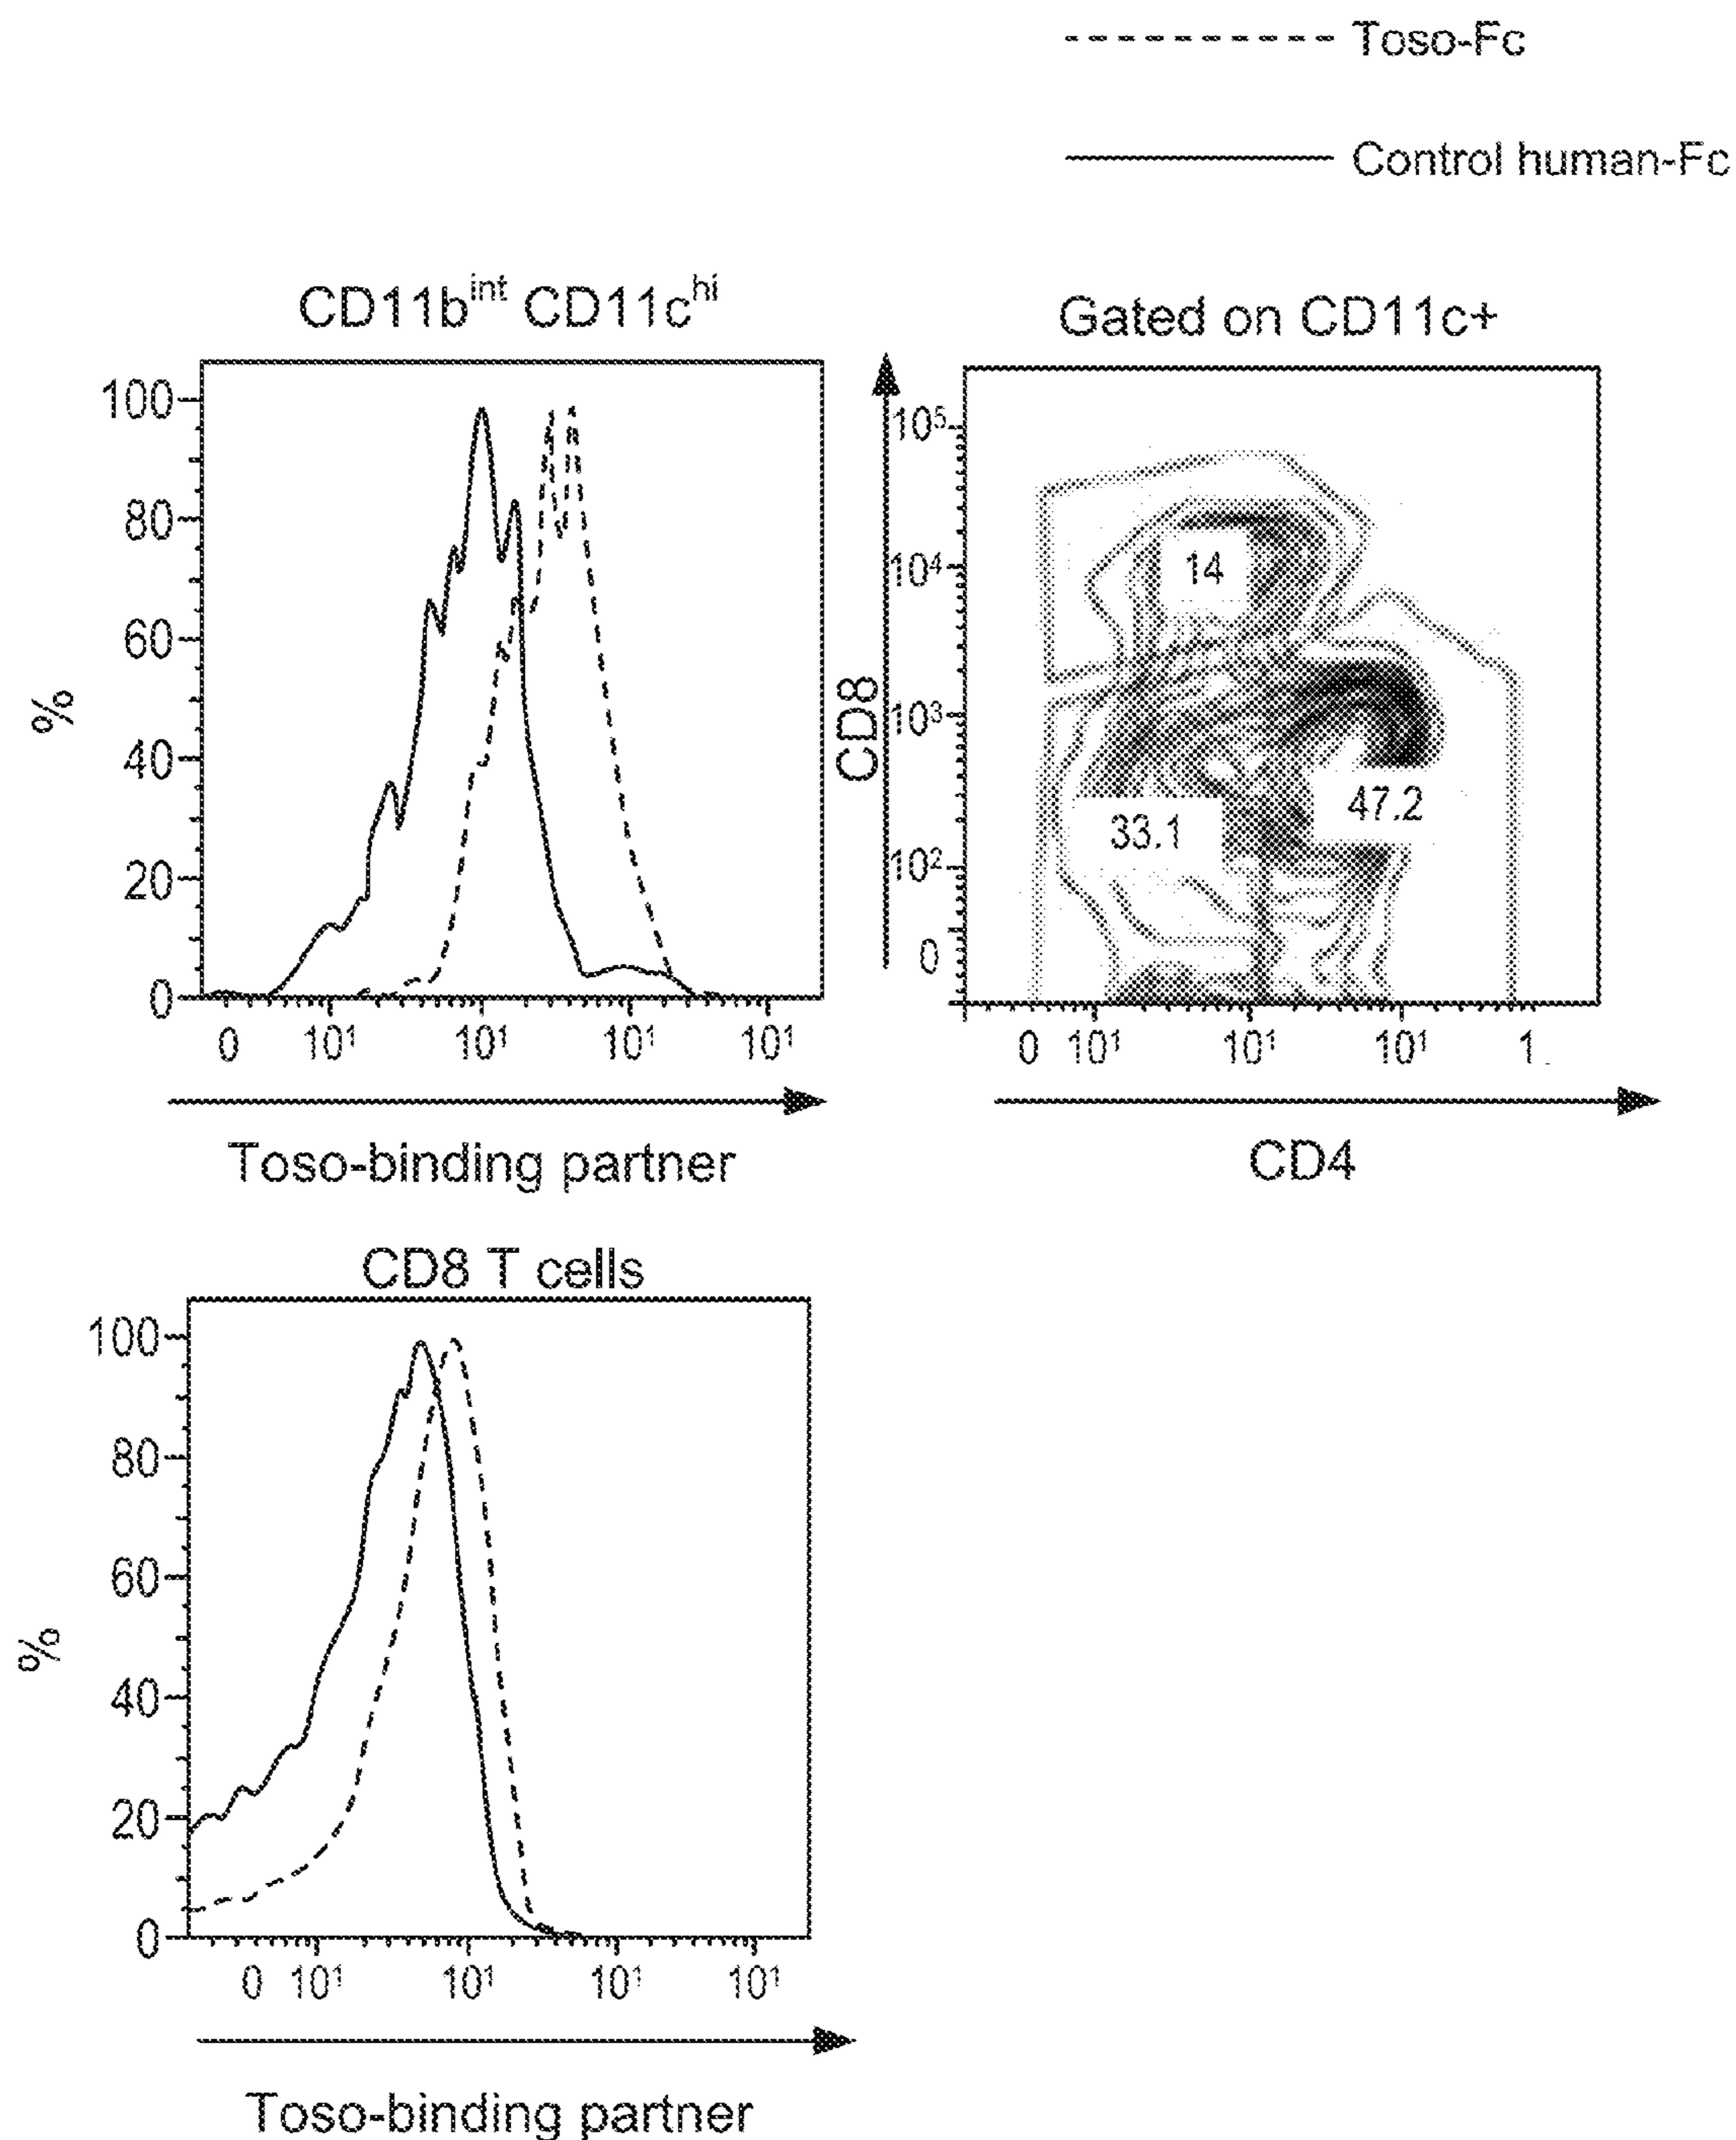 Toso-Fc
Control human-Fc
CD11b^int CD11c^hi
Gated on CD11c+
%
100
80
60
40
20
0
0 10¹ 10¹ 10¹ 10¹
Toso-binding partner
CD8
10⁵
10⁴
10³
10²
0
14
33.1
47.2
0 10¹ 10¹ 10¹ 1
CD4
CD8 T cells
%
100
80
60
40
20
0
0 10¹ 10¹ 10¹ 10¹
Toso-binding partner